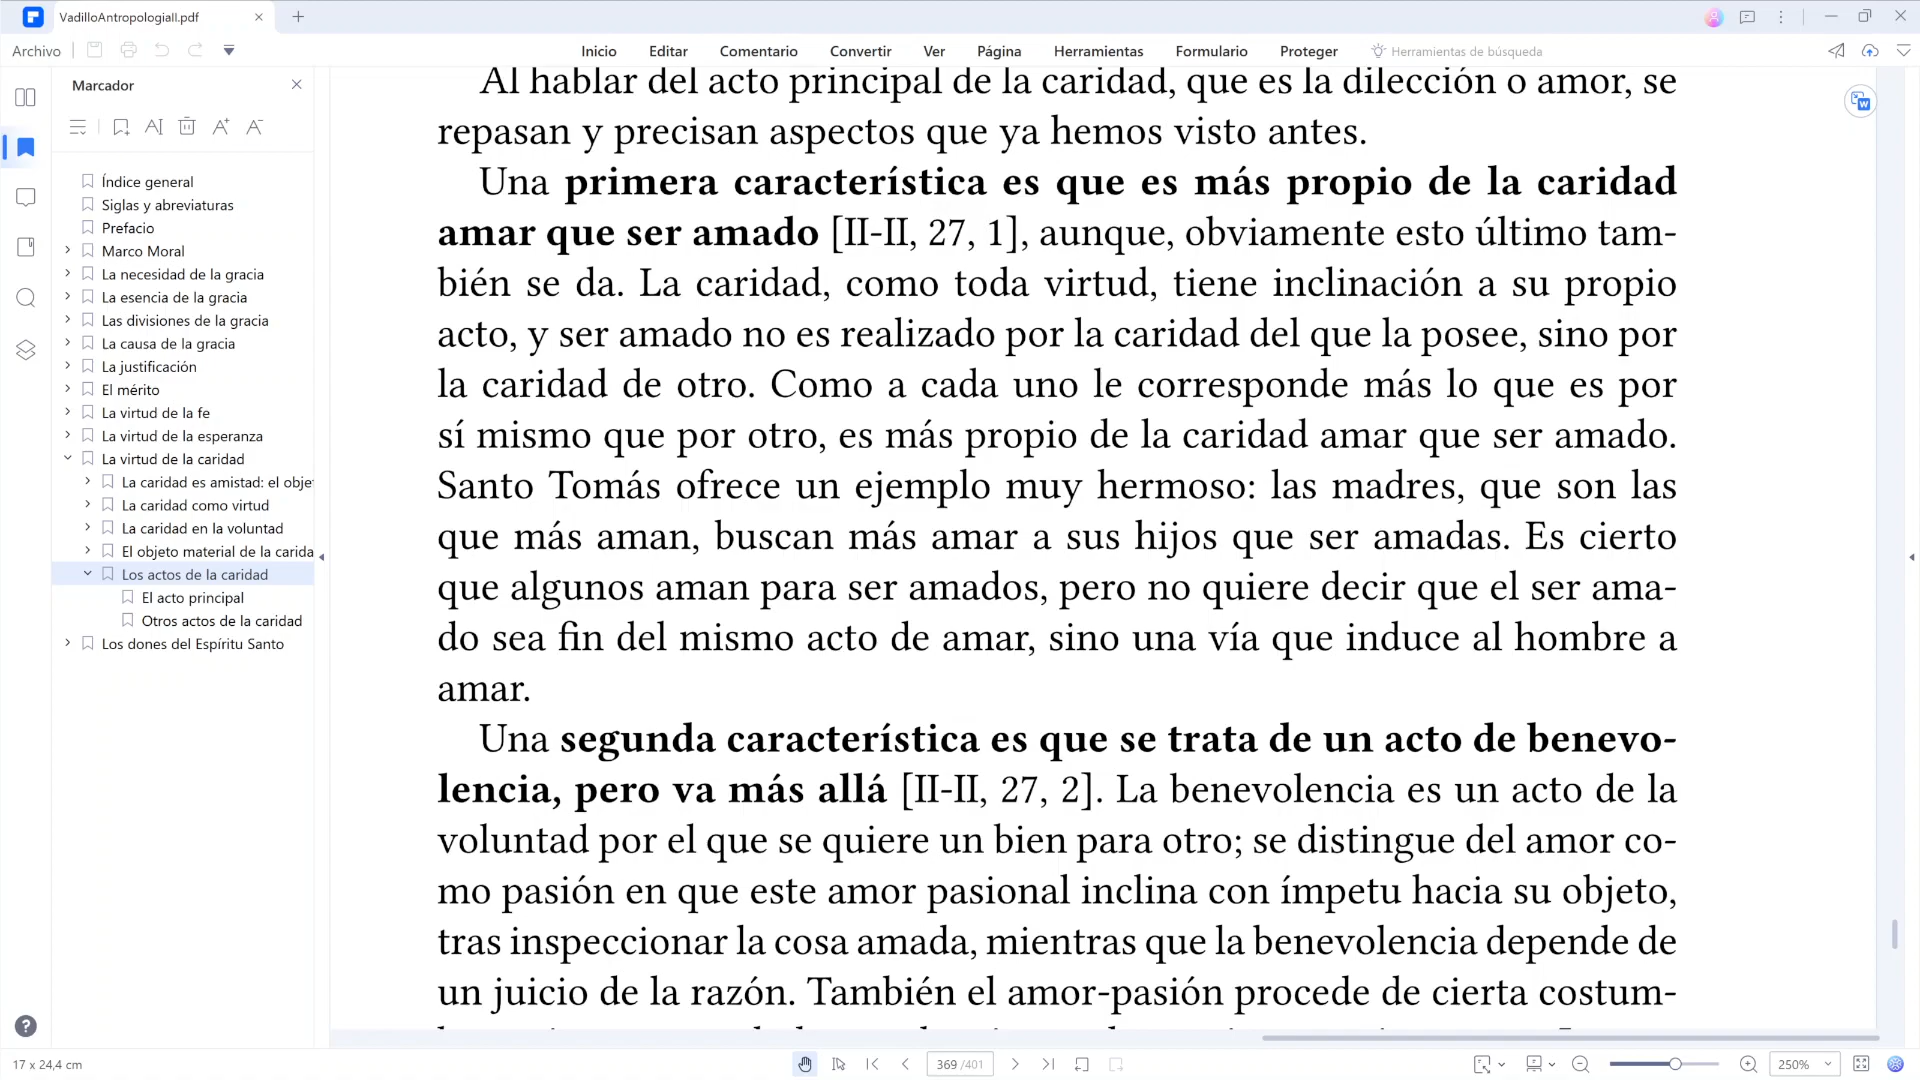 VadilloAntropologiaII.pdf
Archivo
Inicio
Editar
Comentario
Convertir
Ver
Página
Herramientas
Formulario
Proteger
Herramientas de búsqueda
Marcador
Índice general
Siglas y abreviaturas
Prefacio
Marco Moral
La necesidad de la gracia
La esencia de la gracia
Las divisiones de la gracia
La causa de la gracia
La justificación
El mérito
La virtud de la fe
La virtud de la esperanza
La virtud de la caridad
La caridad es amistad: el obje
La caridad como virtud
La caridad en la voluntad
El objeto material de la carida
Los actos de la caridad
El acto principal
Otros actos de la caridad
Los dones del Espíritu Santo
Al hablar del acto principal de la caridad, que es la dilección o amor, se
repasan y precisan aspectos que ya hemos visto antes.
Una primera característica es que es más propio de la caridad
amar que ser amado [II-II, 27, 1], aunque, obviamente esto último tam-
bién se da. La caridad, como toda virtud, tiene inclinación a su propio
acto, y ser amado no es realizado por la caridad del que la posee, sino por
la caridad de otro. Como a cada uno le corresponde más lo que es por
sí mismo que por otro, es más propio de la caridad amar que ser amado.
Santo Tomás ofrece un ejemplo muy hermoso: las madres, que son las
que más aman, buscan más amar a sus hijos que ser amadas. Es cierto
que algunos aman para ser amados, pero no quiere decir que el ser ama-
do sea fin del mismo acto de amar, sino una vía que induce al hombre a
amar.
Una segunda característica es que se trata de un acto de benevo-
lencia, pero va más allá [II-II, 27, 2]. La benevolencia es un acto de la
voluntad por el que se quiere un bien para otro; se distingue del amor co-
mo pasión en que este amor pasional inclina con ímpetu hacia su objeto,
tras inspeccionar la cosa amada, mientras que la benevolencia depende de
un juicio de la razón. También el amor-pasión procede de cierta costum-
17 x 24,4 cm
369 /401
250%